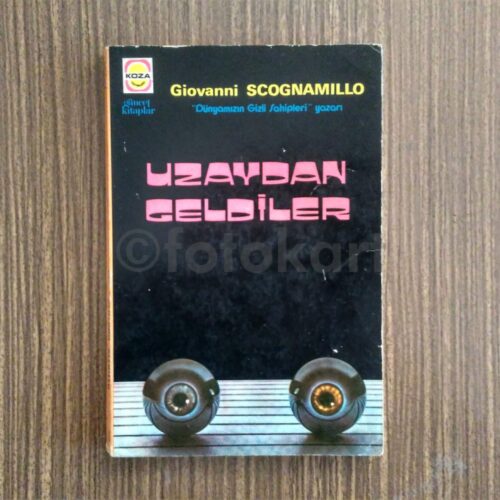 KOZA
güncel
kitaplar
Giovanni SCOGNAMILLO
"Dünyamızın Gizli Sahipleri" yazarı
UZAYDAN
GELDİLER
©fotokart